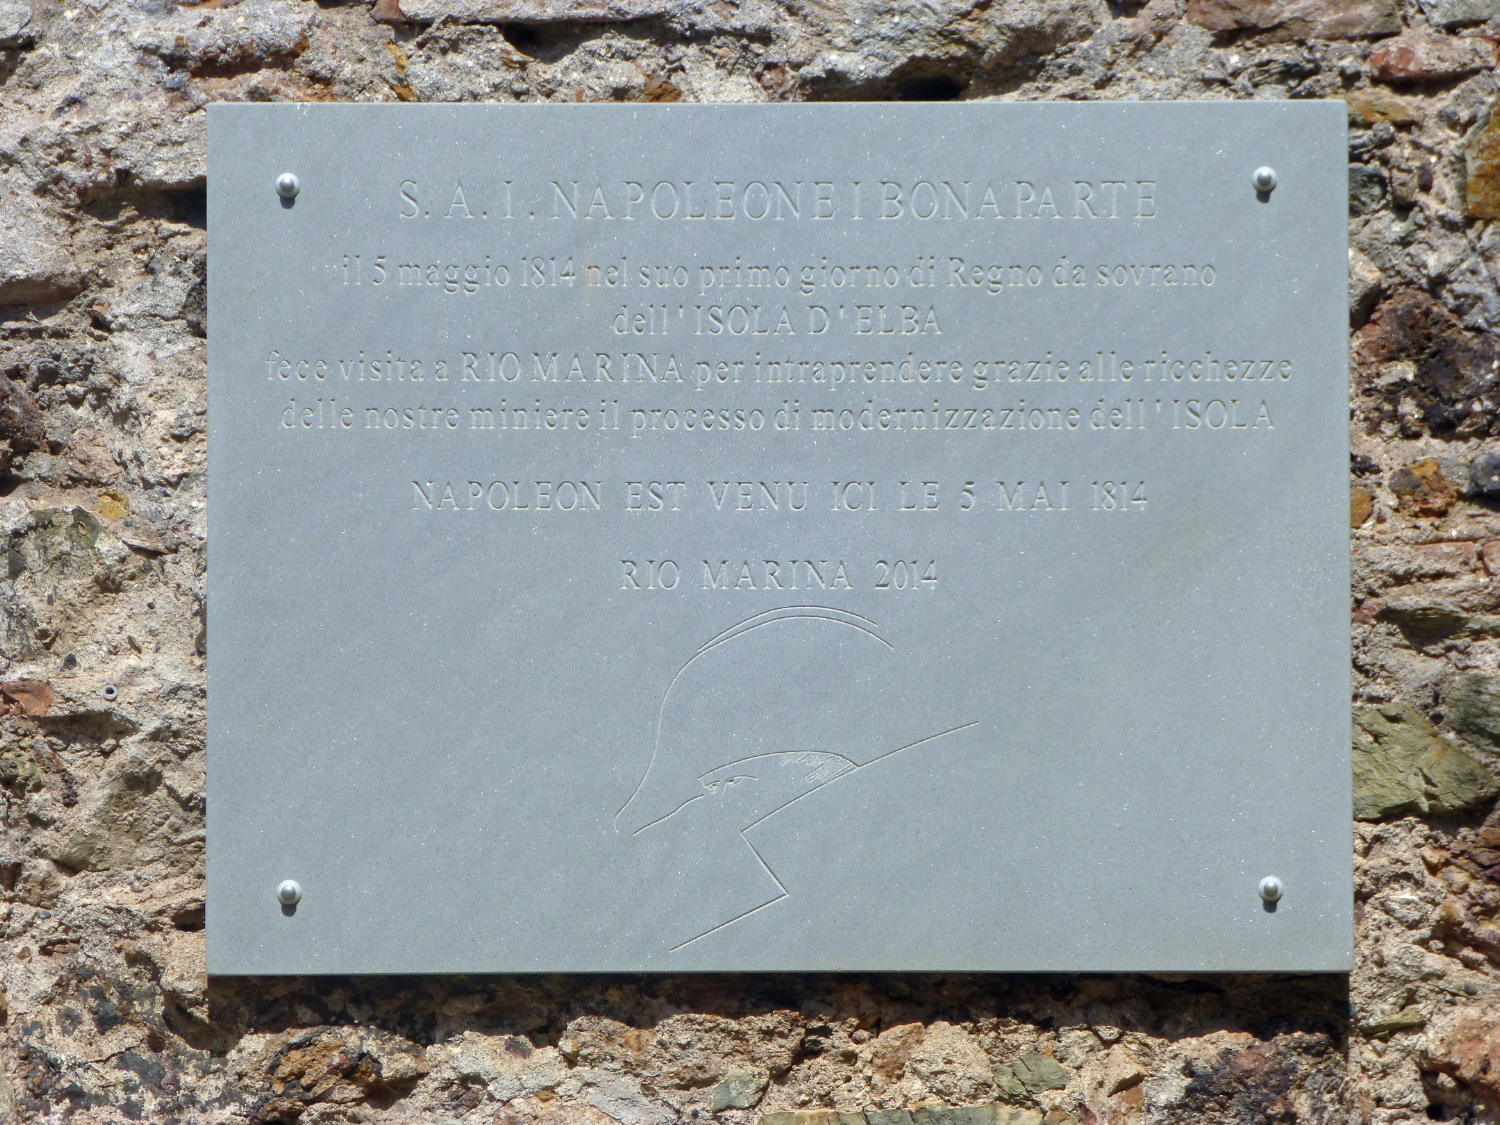 S. A. I. NAPOLEONE I BONAPARTE
il 5 maggio 1814 nel suo primo giorno di Regno da sovrano
dell'ISOLA D'ELBA
fece visita a RIO MARINA per intraprendere grazie alle ricchezze
delle nostre miniere il processo di modernizzazione dell'ISOLA
NAPOLEON EST VENU ICI LE 5 MAI 1814
RIO MARINA 2014